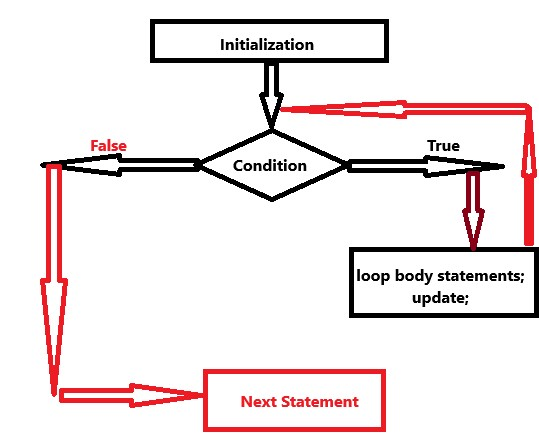 Initialization
False
True
Condition
loop body statements;
update;
Next Statement